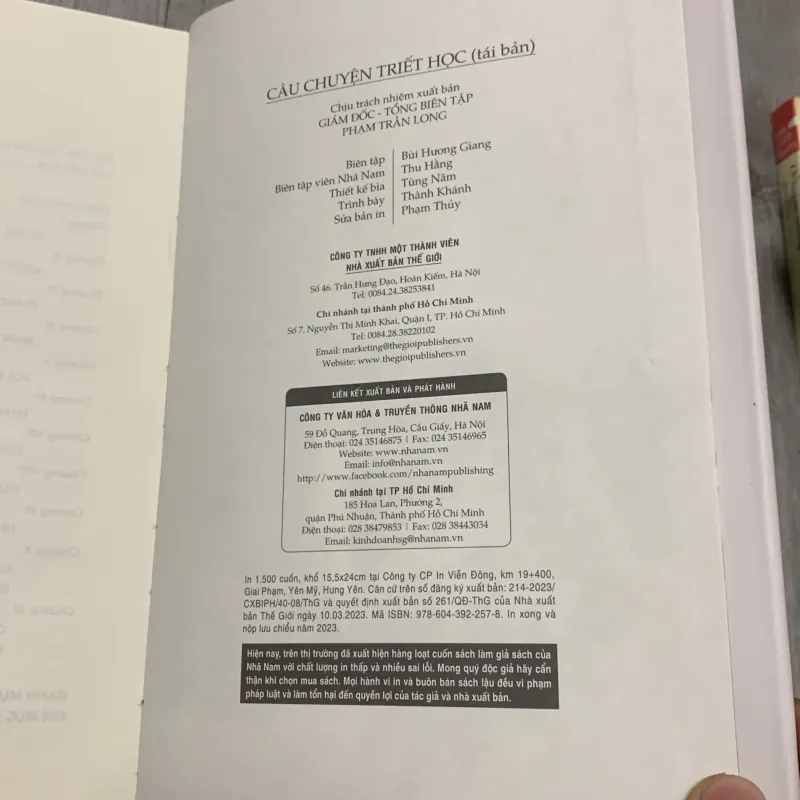 CÂU CHUYỆN TRIẾT HỌC (tái bản)
Chịu trách nhiệm xuất bản
GIÁM ĐỐC - TỔNG BIÊN TẬP
PHẠM TRẦN LONG
Biên tập Bùi Hương Giang
Biên tập viên Nhã Nam Thu Hằng
Thiết kế bìa Tùng Nâm
Trình bày Thành Khánh
Sửa bản in Phạm Thủy
CÔNG TY TNHH MỘT THÀNH VIÊN
NHÀ XUẤT BẢN THẾ GIỚI
Số 46. Trần Hưng Đạo, Hoàn Kiếm, Hà Nội
Tel: 0084.24.38253841
Chi nhánh tại thành phố Hồ Chí Minh
Số 7. Nguyễn Thị Minh Khai, Quận I, TP. Hồ Chí Minh
Tel: 0084.28.38220102
Email: marketing@thegioipublishers.vn
Website: www.thegioipublishers.vn
LIÊN KẾT XUẤT BẢN VÀ PHÁT HÀNH
CÔNG TY VĂN HÓA & TRUYỀN THÔNG NHÃ NAM
59 Đỗ Quang, Trung Hòa, Cầu Giấy, Hà Nội
Điện thoại: 024 35146875 | Fax: 024 35146965
Website: www.nhanam.vn
Email: info@nhanam.vn
http://www.facebook.com/nhanampublishing
Chi nhánh tại TP Hồ Chí Minh
185 Hoa Lan, Phường 2,
quận Phú Nhuận, Thành phố Hồ Chí Minh
Điện thoại: 028 38479853 | Fax: 028 38443034
Email: kinhdoanhsg@nhanam.vn
In 1.500 cuốn, khổ 15,5x24cm tại Công ty CP In Viễn Đông, km 19+400,
Giai Phạm, Yên Mỹ, Hưng Yên. Căn cứ trên số đăng ký xuất bản: 214-2023/
CXBIPH/40-08/ThG và quyết định xuất bản số 261/QĐ-ThG của Nhà xuất
bản Thế Giới ngày 10.03.2023. Mã ISBN: 978-604-392-257-8. In xong và
nộp lưu chiểu năm 2023.
Hiện nay, trên thị trường đã xuất hiện hàng loạt cuốn sách làm giả sách của
Nhã Nam với chất lượng in thấp và nhiều sai lỗi. Mong quý độc giả hãy cẩn
thận khi chọn mua sách. Mọi hành vi in và buôn bán sách lậu đều vi phạm
pháp luật và làm tổn hại đến quyền lợi của tác giả và nhà xuất bản.